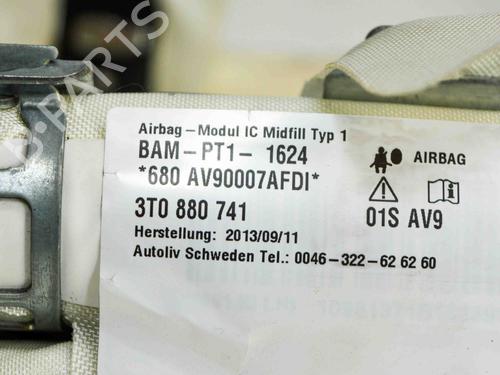 Airbag-Modul IC Midfill Typ 1
BAM-PT1- 1624
*680 AV90007AFDI*
3T0 880 741
Herstellung: 2013/09/11
Autoliv Schweden Tel.: 0046-322-62 62 60
AIRBAG
01S AV9
B-PARTS